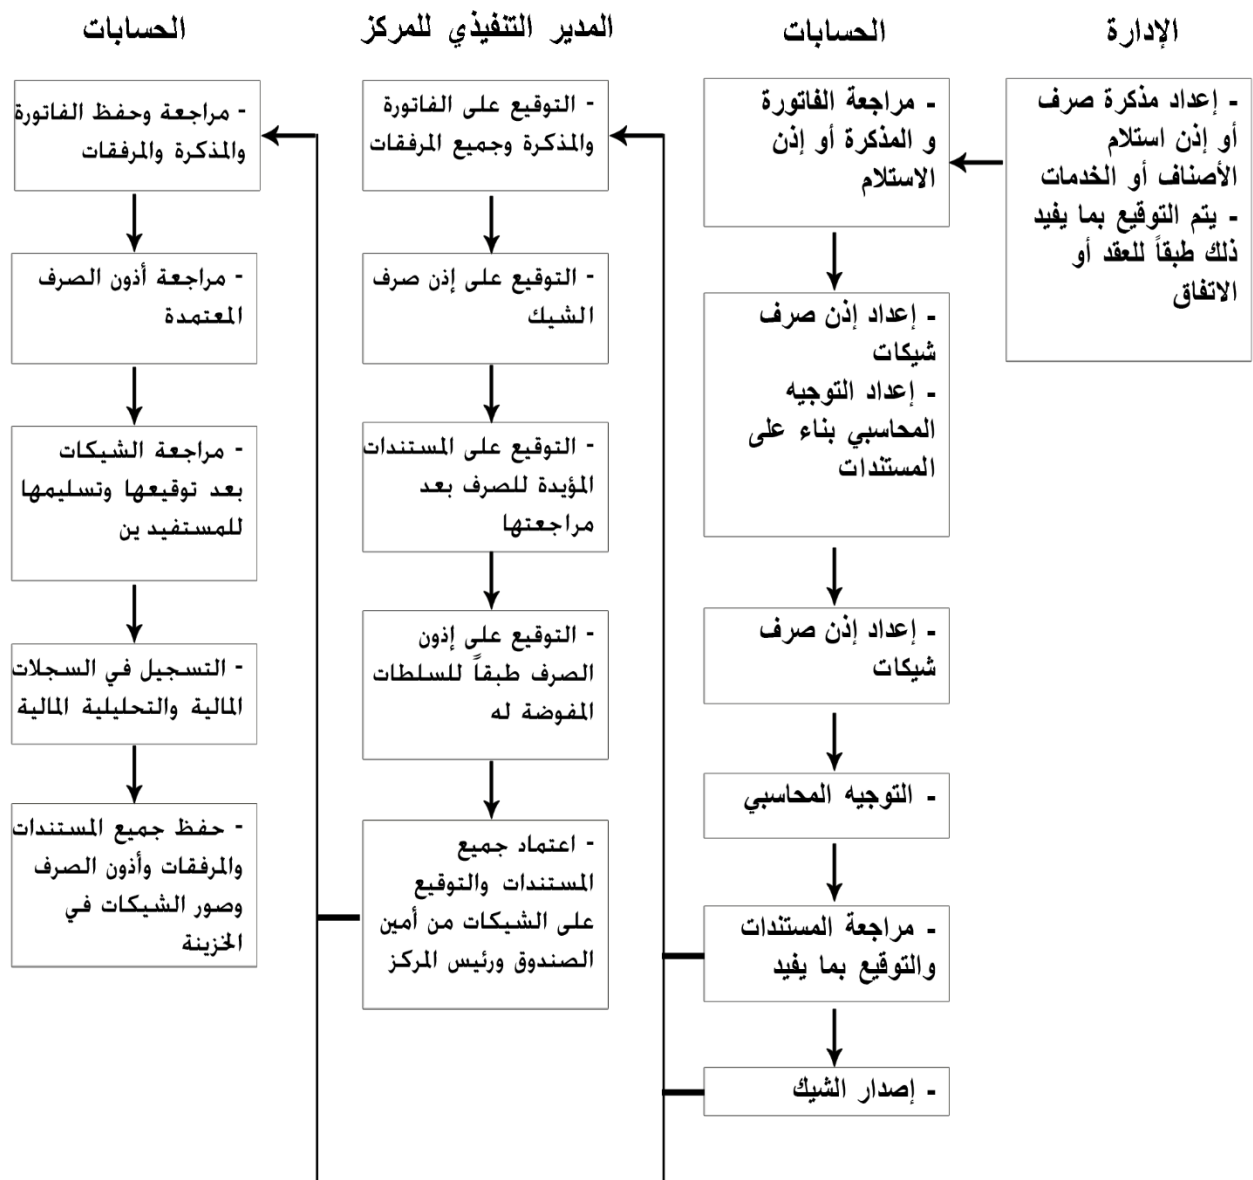 الإدارة
- إعداد مذكرة صرف
أو إذن استلام
الأصناف أو الخدمات
- يتم التوقيع بما يفيد
ذلك طبقاً للعقد أو
الاتفاق
الحسابات
- مراجعة الفاتورة
و المذكرة أو إذن
الاستلام
- إعداد إذن صرف
شيكات
- إعداد التوجيه
المحاسبي بناء على
المستندات
- إعداد إذن صرف
شيكات
- التوجيه المحاسبي
- مراجعة المستندات
والتوقيع بما يفيد
- إصدار الشيك
المدير التنفيذي للمركز
- التوقيع على الفاتورة
والمذكرة وجميع المرفقات
- التوقيع على إذن صرف
الشيك
- التوقيع على المستندات
المؤيدة للصرف بعد
مراجعتها
- التوقيع على إذون
الصرف طبقاً للسلطات
المفوضة له
- اعتماد جميع
المستندات والتوقيع
على الشيكات من أمين
الصندوق ورئيس المركز
الحسابات
- مراجعة وحفظ الفاتورة
والمذكرة والمرفقات
- مراجعة أذون الصرف
المعتمدة
- مراجعة الشيكات
بعد توقيعها وتسليمها
للمستفيد ين
- التسجيل في السجلات
المالية والتحليلية المالية
- حفظ جميع المستندات
والمرفقات وأذون الصرف
وصور الشيكات في
الخزينة